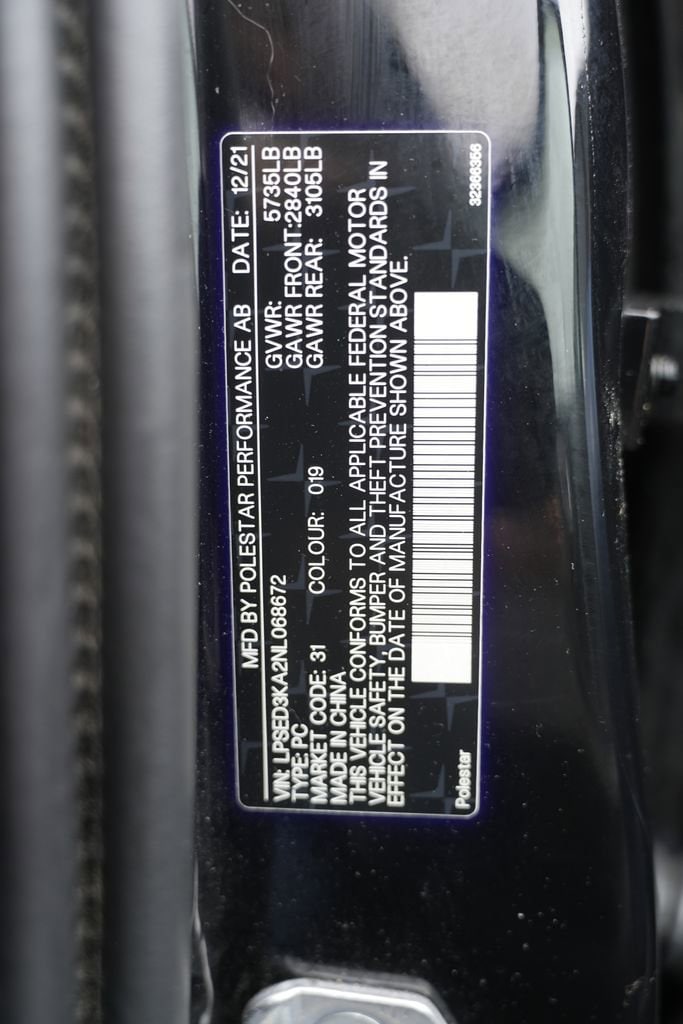 MFD BY POLESTAR PERFORMANCE AB DATE: 12/21
VIN: LPSED3KA2NL068672 GVWR: 5735LB
TYPE: PC GAWR FRONT:2840LB
MARKET CODE: 31 COLOUR: 019 GAWR REAR: 3105LB
MADE IN CHINA
THIS VEHICLE CONFORMS TO ALL APPLICABLE FEDERAL MOTOR
VEHICLE SAFETY, BUMPER AND THEFT PREVENTION STANDARDS IN
EFFECT ON THE DATE OF MANUFACTURE SHOWN ABOVE.
Polestar 32366356